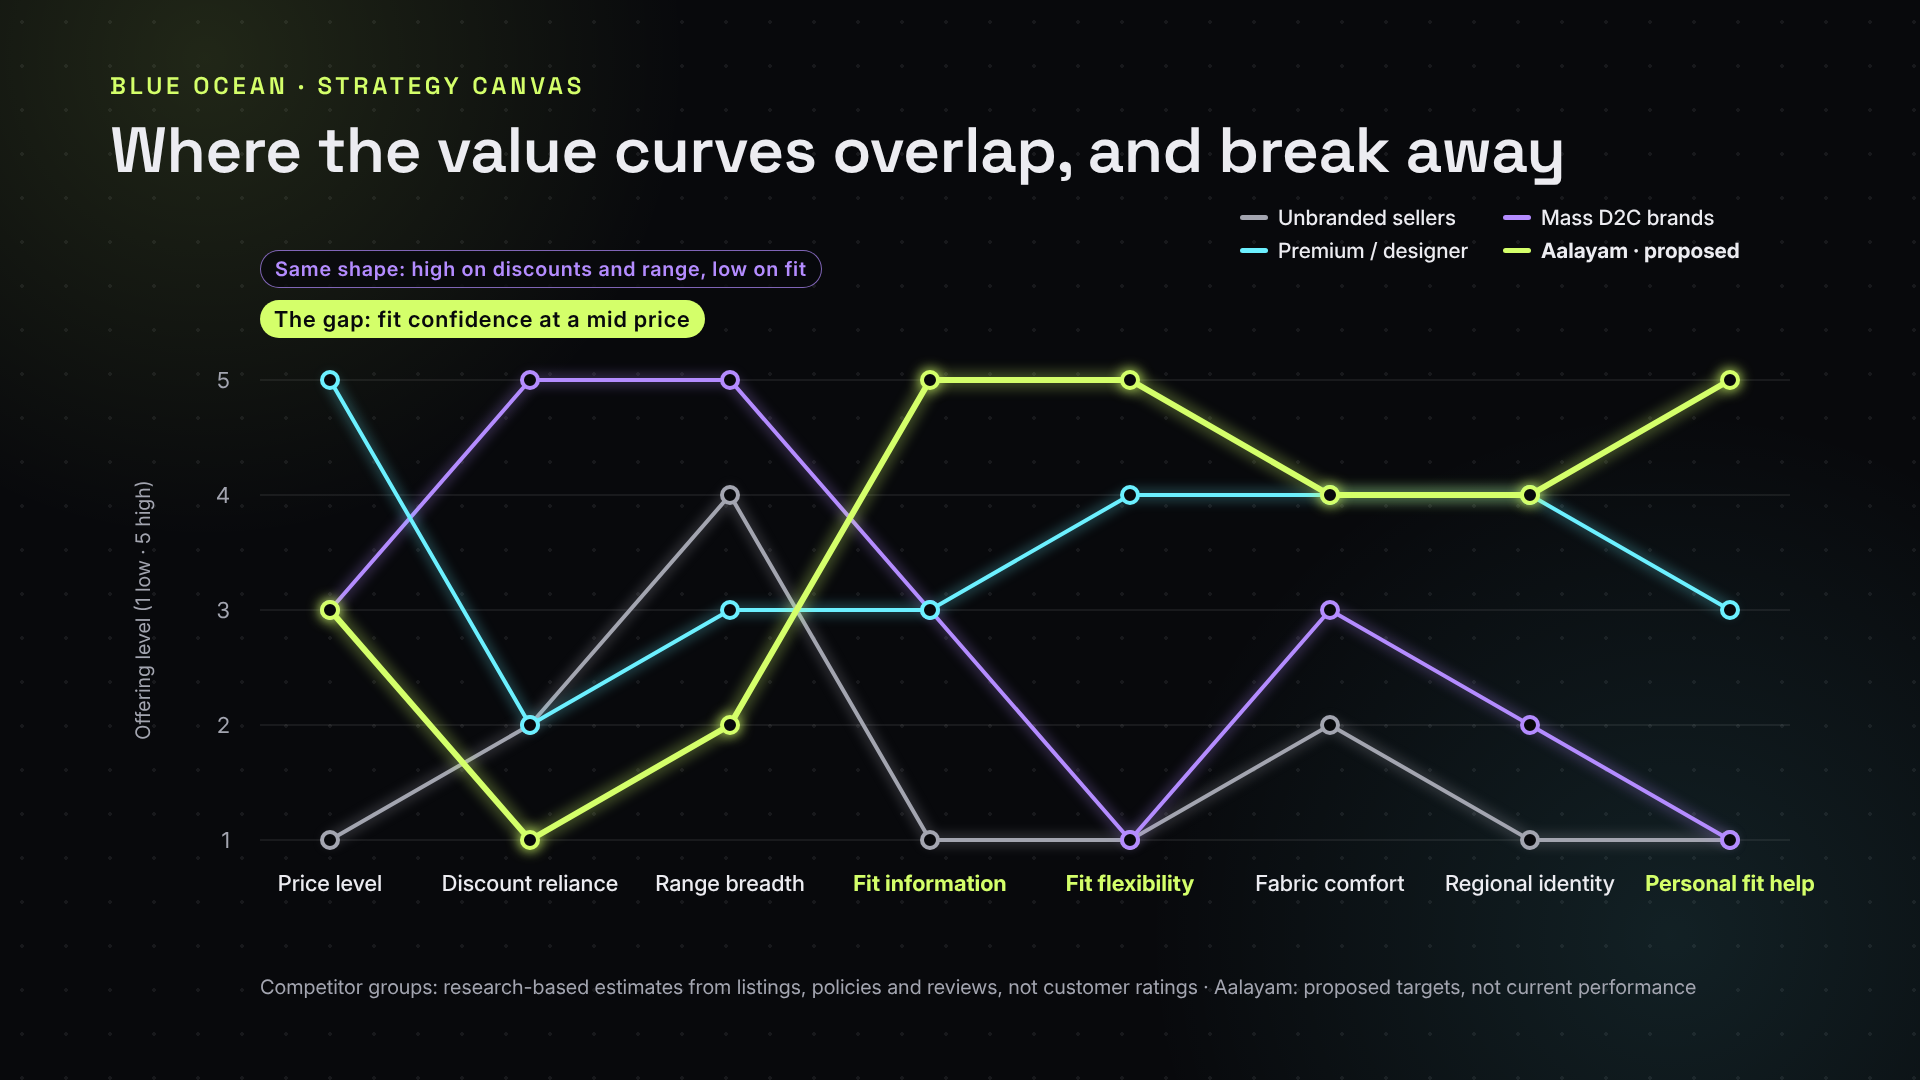 BLUE OCEAN · STRATEGY CANVAS
Where the value curves overlap, and break away
Unbranded sellers
Mass D2C brands
Premium / designer
Aalayam · proposed
Same shape: high on discounts and range, low on fit
The gap: fit confidence at a mid price
Offering level (1 low · 5 high)
5
4
3
2
1
Price level
Discount reliance
Range breadth
Fit information
Fit flexibility
Fabric comfort
Regional identity
Personal fit help
Competitor groups: research-based estimates from listings, policies and reviews, not customer ratings · Aalayam: proposed targets, not current performance